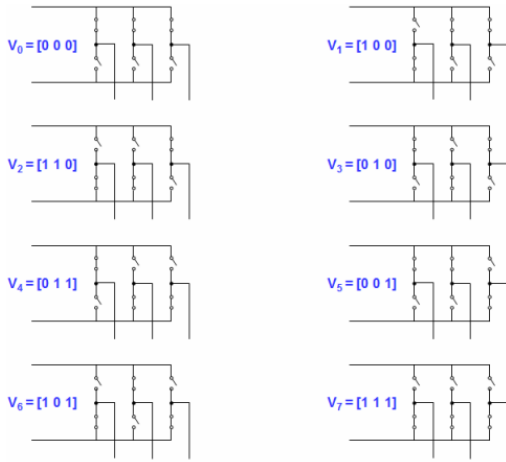 V₀ = [0 0 0]
V₁ = [1 0 0]
V₂ = [1 1 0]
V₃ = [0 1 0]
V₄ = [0 1 1]
V₅ = [0 0 1]
V₆ = [1 0 1]
V₇ = [1 1 1]